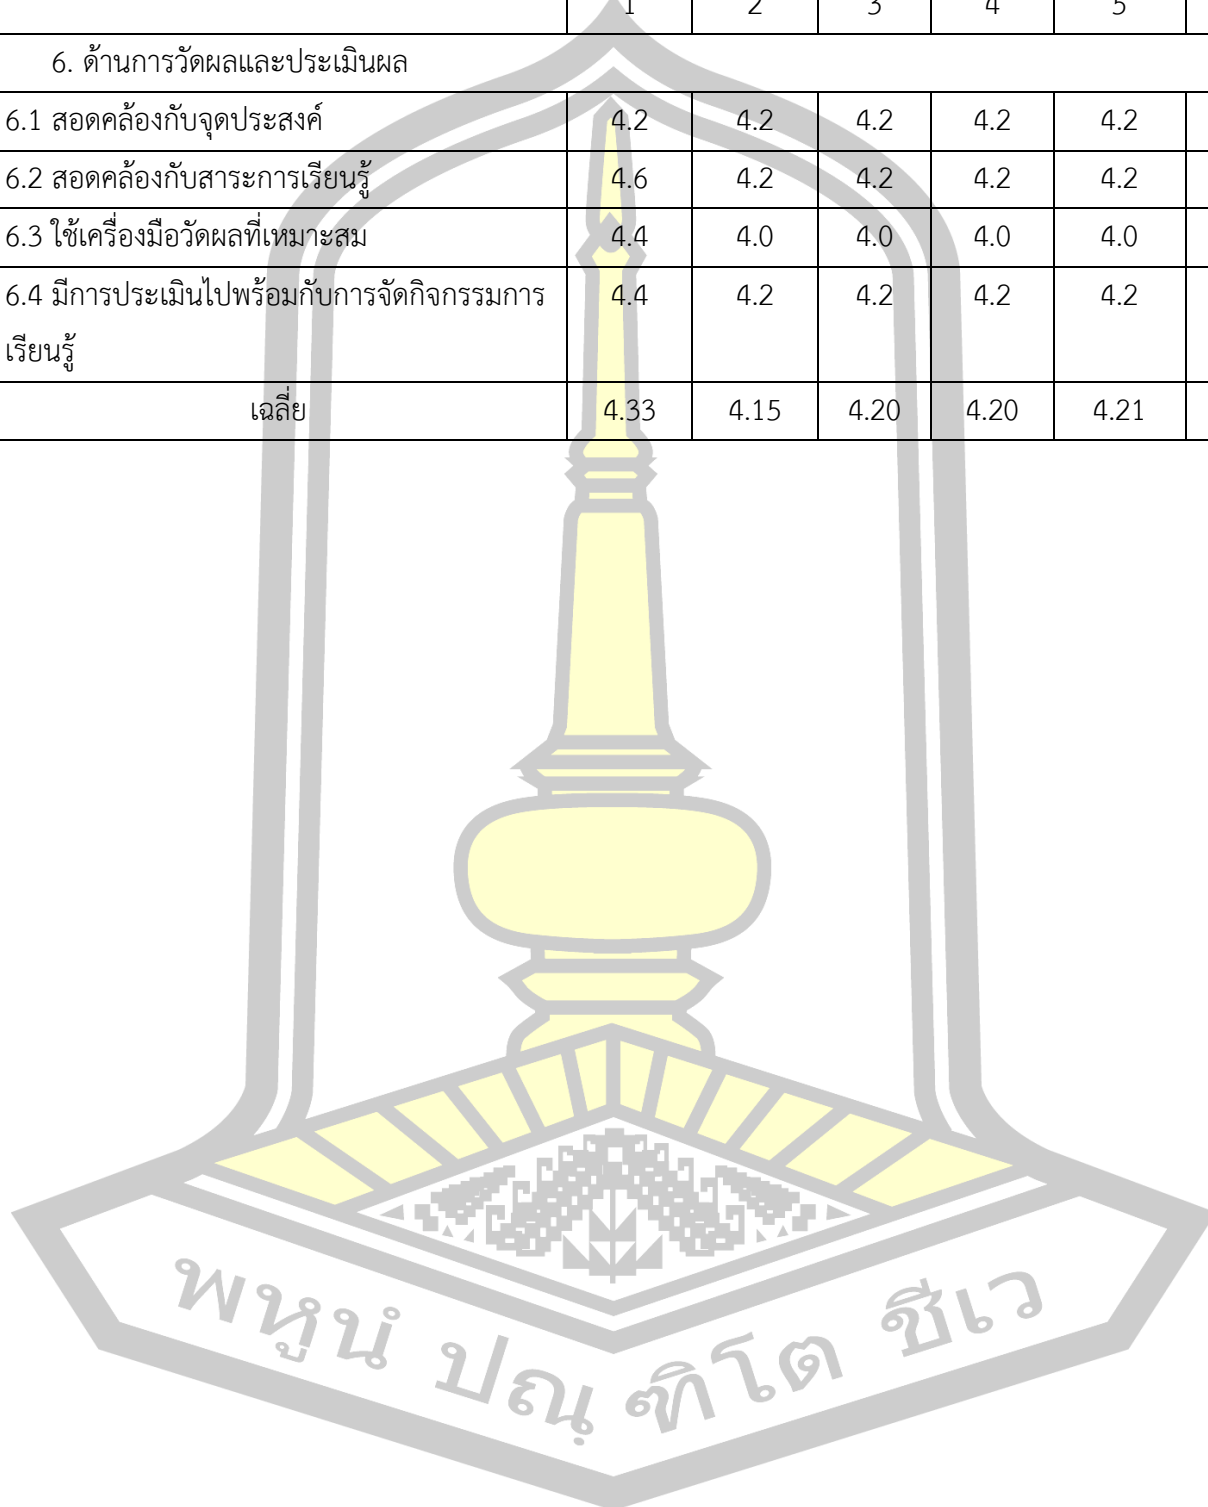 1 2 3 4 5
6. ด้านการวัดผลและประเมินผล
6.1 สอดคล้องกับจุดประสงค์ 4.2 4.2 4.2 4.2 4.2
6.2 สอดคล้องกับสาระการเรียนรู้ 4.6 4.2 4.2 4.2 4.2
6.3 ใช้เครื่องมือวัดผลที่เหมาะสม 4.4 4.0 4.0 4.0 4.0
6.4 มีการประเมินไปพร้อมกับการจัดกิจกรรมการ 4.4 4.2 4.2 4.2 4.2
เรียนรู้
เฉลี่ย 4.33 4.15 4.20 4.20 4.21
พหูนํ ปณฺฑิโต ชีเว